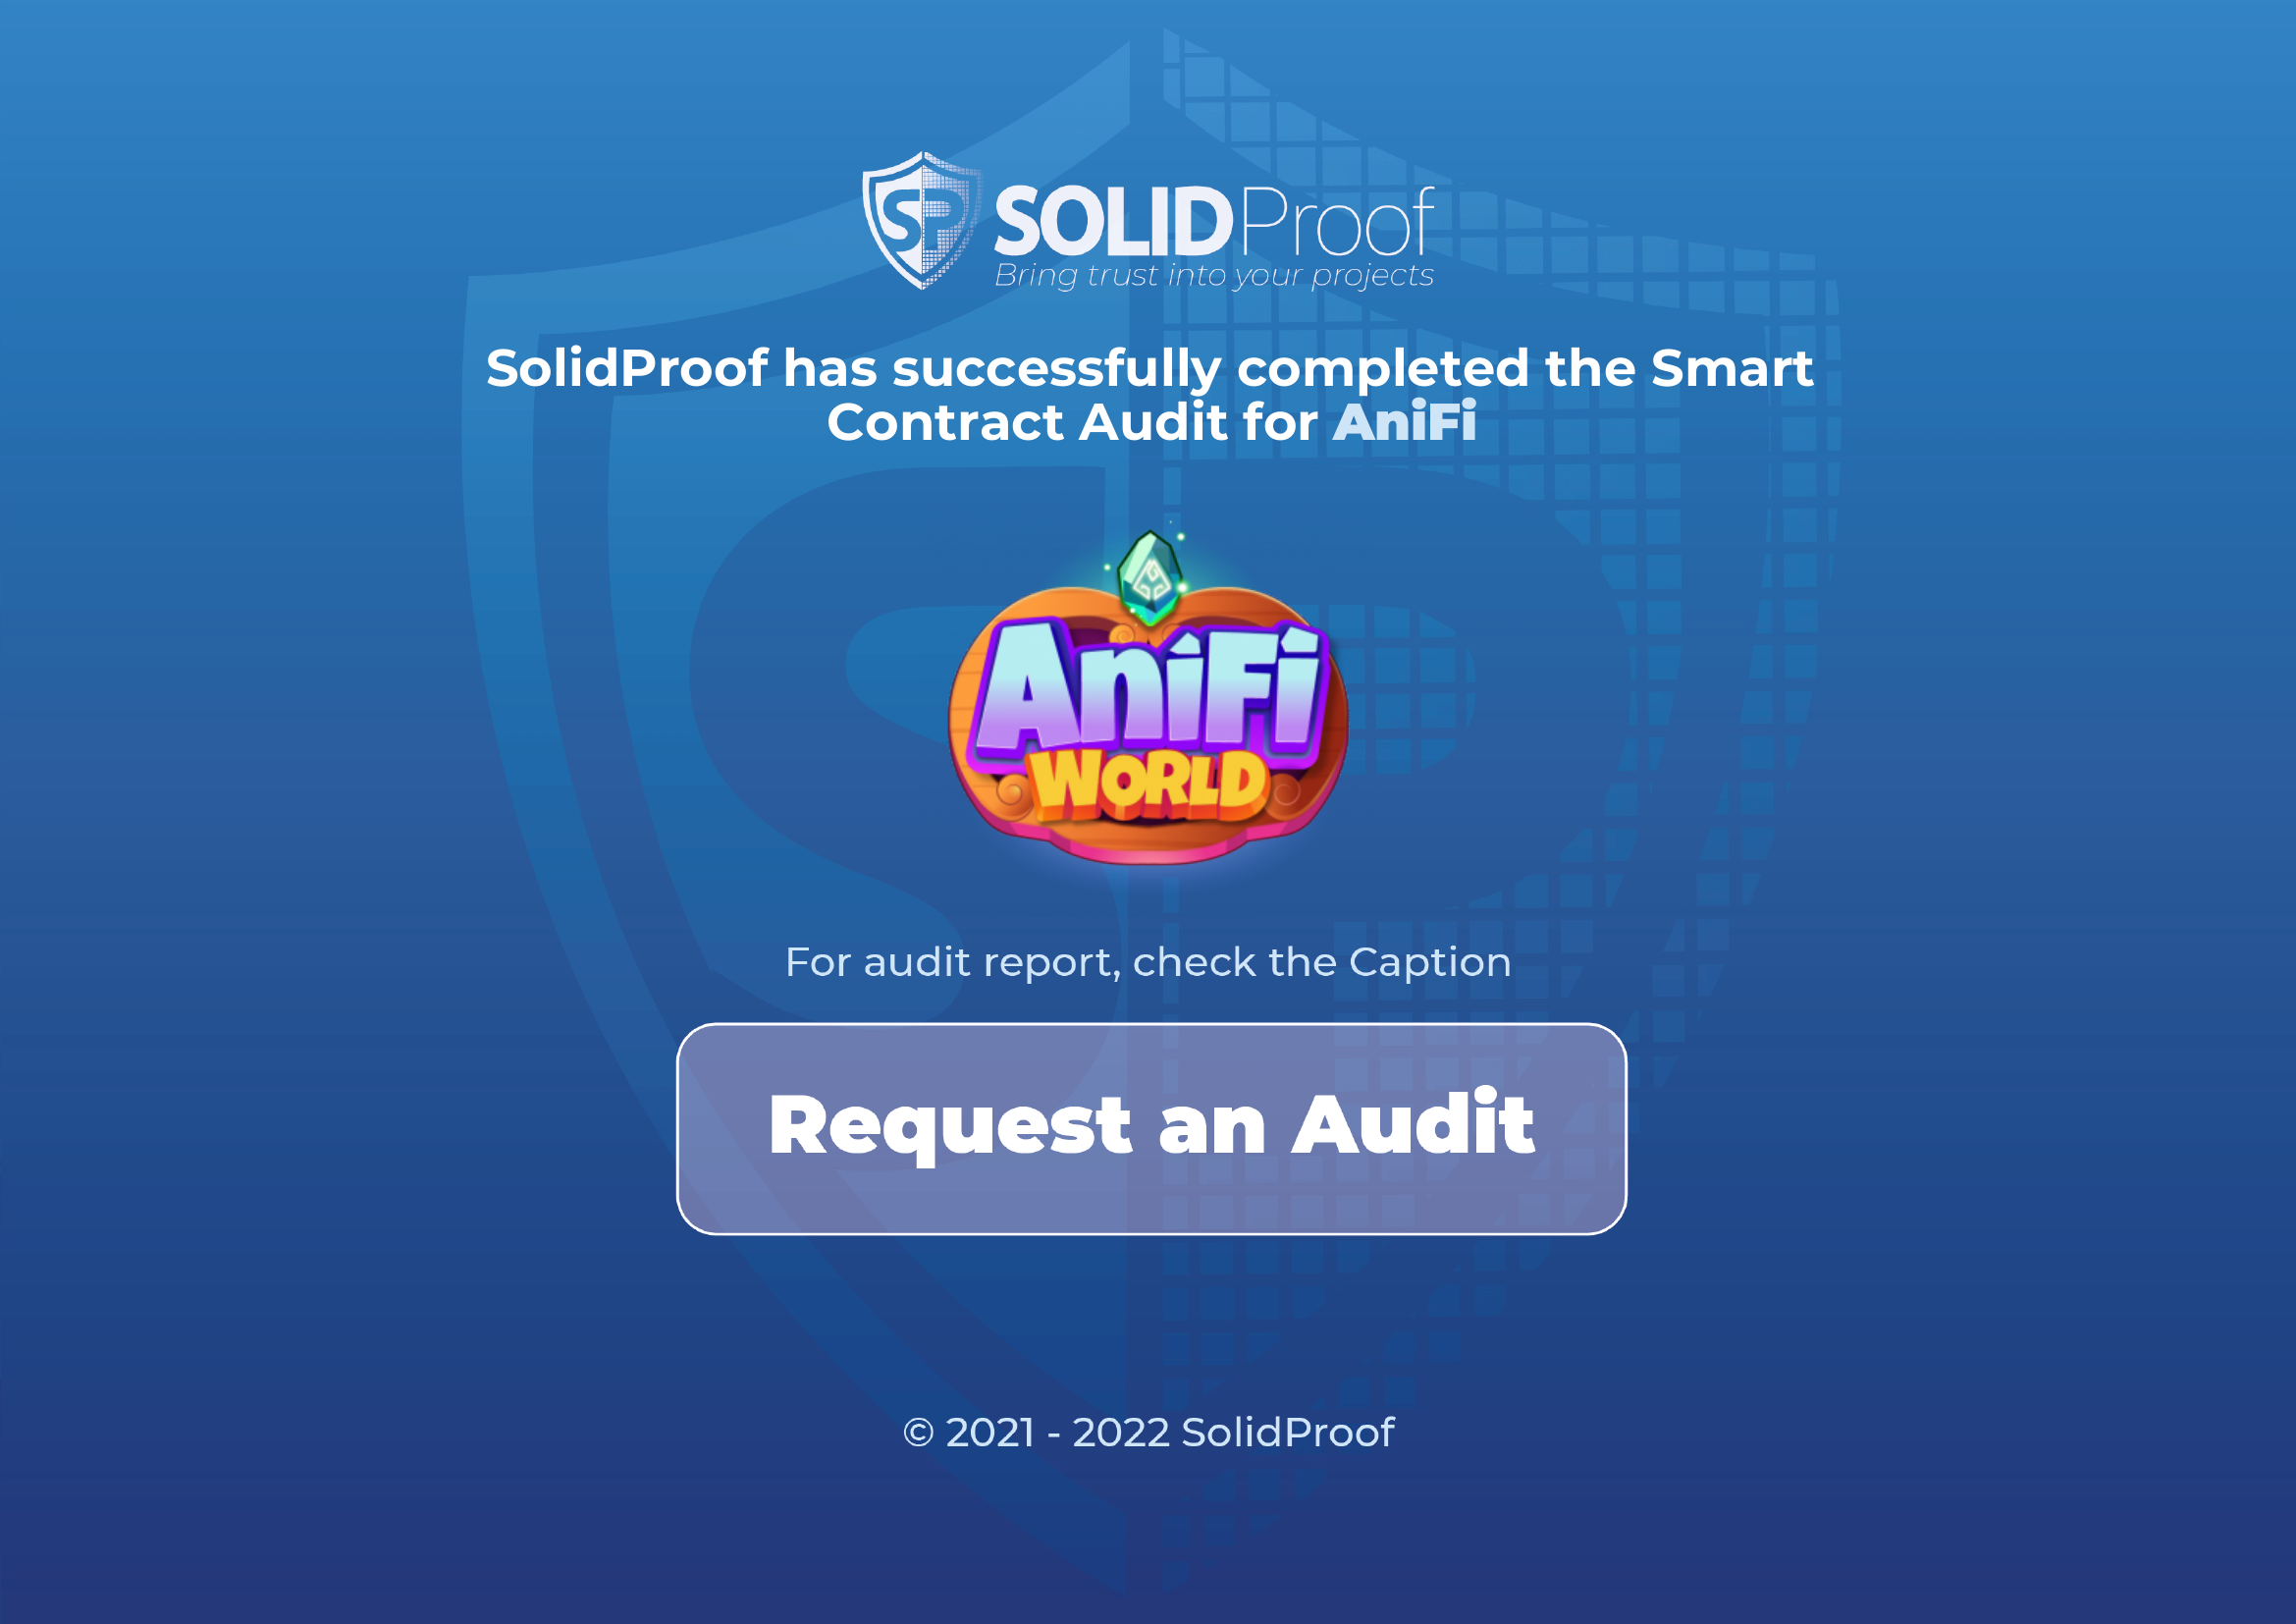 SP SOLIDProof
Bring trust into your projects
SolidProof has successfully completed the Smart
Contract Audit for AniFi
AniFi
WORLD
For audit report, check the Caption
Request an Audit
© 2021 - 2022 SolidProof